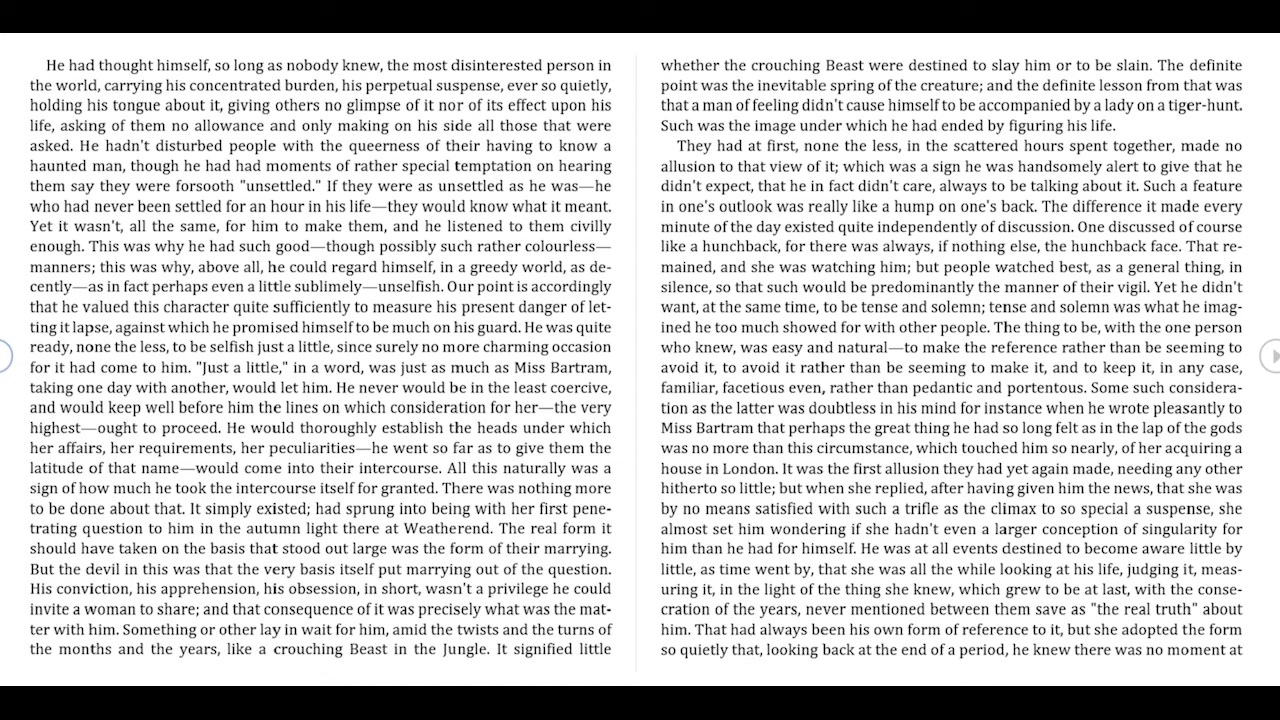 He had thought himself, so long as nobody knew, the most disinterested person in
the world, carrying his concentrated burden, his perpetual suspense, ever so quietly,
holding his tongue about it, giving others no glimpse of it nor of its effect upon his
life, asking of them no allowance and only making on his side all those that were
asked. He hadn't disturbed people with the queerness of their having to know a
haunted man, though he had had moments of rather special temptation on hearing
them say they were forsooth "unsettled." If they were as unsettled as he was—he
who had never been settled for an hour in his life—they would know what it meant.
Yet it wasn't, all the same, for him to make them, and he listened to them civilly
enough. This was why he had such good—though possibly such rather colourless—
manners; this was why, above all, he could regard himself, in a greedy world, as de-
cently—as in fact perhaps even a little sublimely—unselfish. Our point is accordingly
that he valued this character quite sufficiently to measure his present danger of let-
ting it lapse, against which he promised himself to be much on his guard. He was quite
ready, none the less, to be selfish just a little, since surely no more charming occasion
for it had come to him. "Just a little," in a word, was just as much as Miss Bartram,
taking one day with another, would let him. He never would be in the least coercive,
and would keep well before him the lines on which consideration for her—the very
highest—ought to proceed. He would thoroughly establish the heads under which
her affairs, her requirements, her peculiarities—he went so far as to give them the
latitude of that name—would come into their intercourse. All this naturally was a
sign of how much he took the intercourse itself for granted. There was nothing more
to be done about that. It simply existed; had sprung into being with her first pene-
trating question to him in the autumn light there at Weatherend. The real form it
should have taken on the basis that stood out large was the form of their marrying.
But the devil in this was that the very basis itself put marrying out of the question.
His conviction, his apprehension, his obsession, in short, wasn't a privilege he could
invite a woman to share; and that consequence of it was precisely what was the mat-
ter with him. Something or other lay in wait for him, amid the twists and the turns of
the months and the years, like a crouching Beast in the Jungle. It signified little
whether the crouching Beast were destined to slay him or to be slain. The definite
point was the inevitable spring of the creature; and the definite lesson from that was
that a man of feeling didn't cause himself to be accompanied by a lady on a tiger-hunt.
Such was the image under which he had ended by figuring his life.
They had at first, none the less, in the scattered hours spent together, made no
allusion to that view of it; which was a sign he was handsomely alert to give that he
didn't expect, that he in fact didn't care, always to be talking about it. Such a feature
in one's outlook was really like a hump on one's back. The difference it made every
minute of the day existed quite independently of discussion. One discussed of course
like a hunchback, for there was always, if nothing else, the hunchback face. That re-
mained, and she was watching him; but people watched best, as a general thing, in
silence, so that such would be predominantly the manner of their vigil. Yet he didn't
want, at the same time, to be tense and solemn; tense and solemn was what he imag-
ined he too much showed for with other people. The thing to be, with the one person
who knew, was easy and natural—to make the reference rather than be seeming to
avoid it, to avoid it rather than be seeming to make it, and to keep it, in any case,
familiar, facetious even, rather than pedantic and portentous. Some such considera-
tion as the latter was doubtless in his mind for instance when he wrote pleasantly to
Miss Bartram that perhaps the great thing he had so long felt as in the lap of the gods
was no more than this circumstance, which touched him so nearly, of her acquiring a
house in London. It was the first allusion they had yet again made, needing any other
hitherto so little; but when she replied, after having given him the news, that she was
by no means satisfied with such a trifle as the climax to so special a suspense, she
almost set him wondering if she hadn't even a larger conception of singularity for
him than he had for himself. He was at all events destined to become aware little by
little, as time went by, that she was all the while looking at his life, judging it, meas-
uring it, in the light of the thing she knew, which grew to be at last, with the conse-
cration of the years, never mentioned between them save as "the real truth" about
him. That had always been his own form of reference to it, but she adopted the form
so quietly that, looking back at the end of a period, he knew there was no moment at